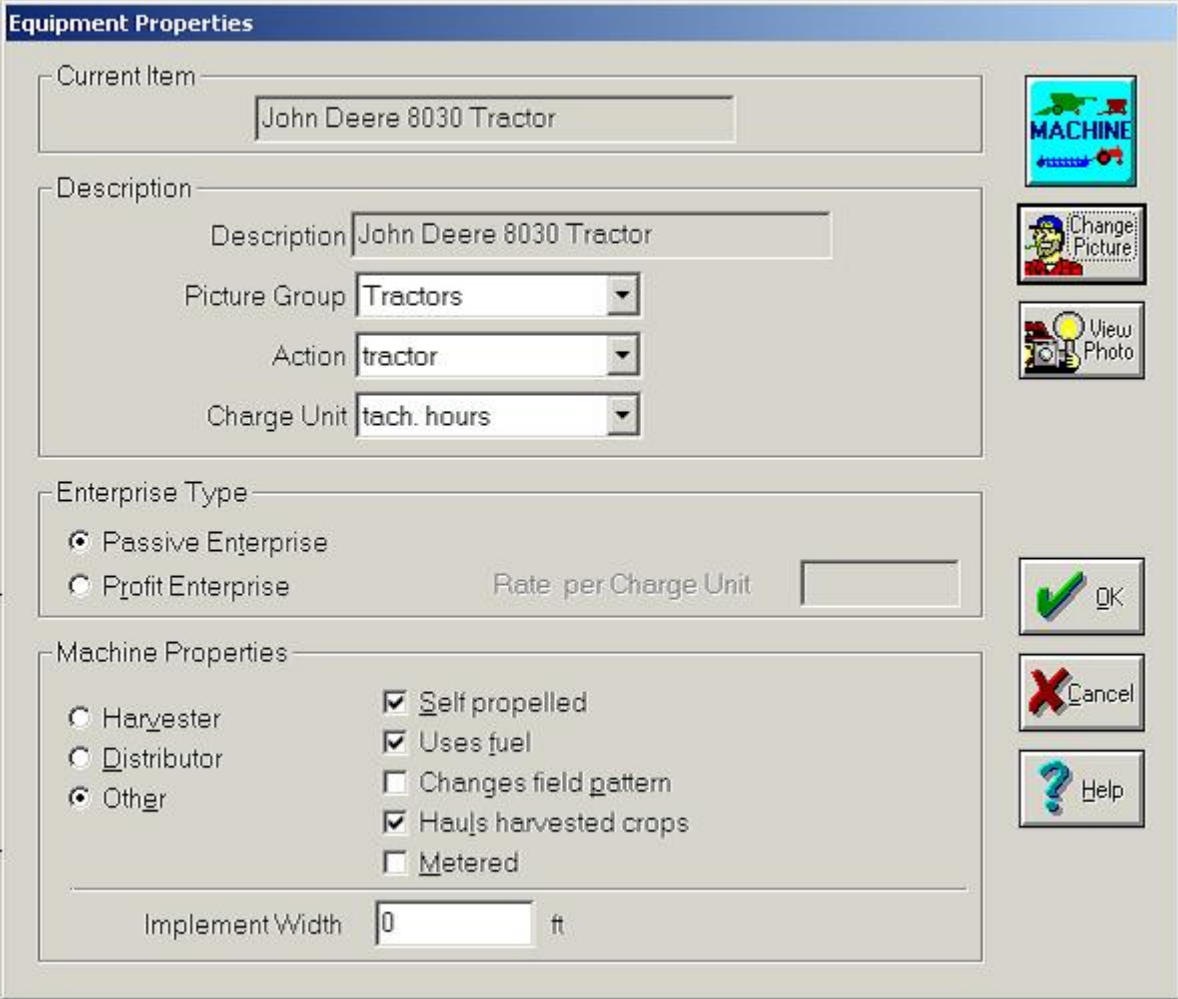 Equipment Properties
Current Item
John Deere 8030 Tractor
MACHINE
Description
Description John Deere 8030 Tractor
Change
Picture
Picture Group Tractors
View
Photo
Action tractor
Charge Unit tach. hours
Enterprise Type
Passive Enterprise
Profit Enterprise Rate per Charge Unit
OK
Machine Properties
Harvester
Distributor
Other
Self propelled
Uses fuel
Changes field pattern
Hauls harvested crops
Metered
Cancel
Help
Implement Width 0 ft